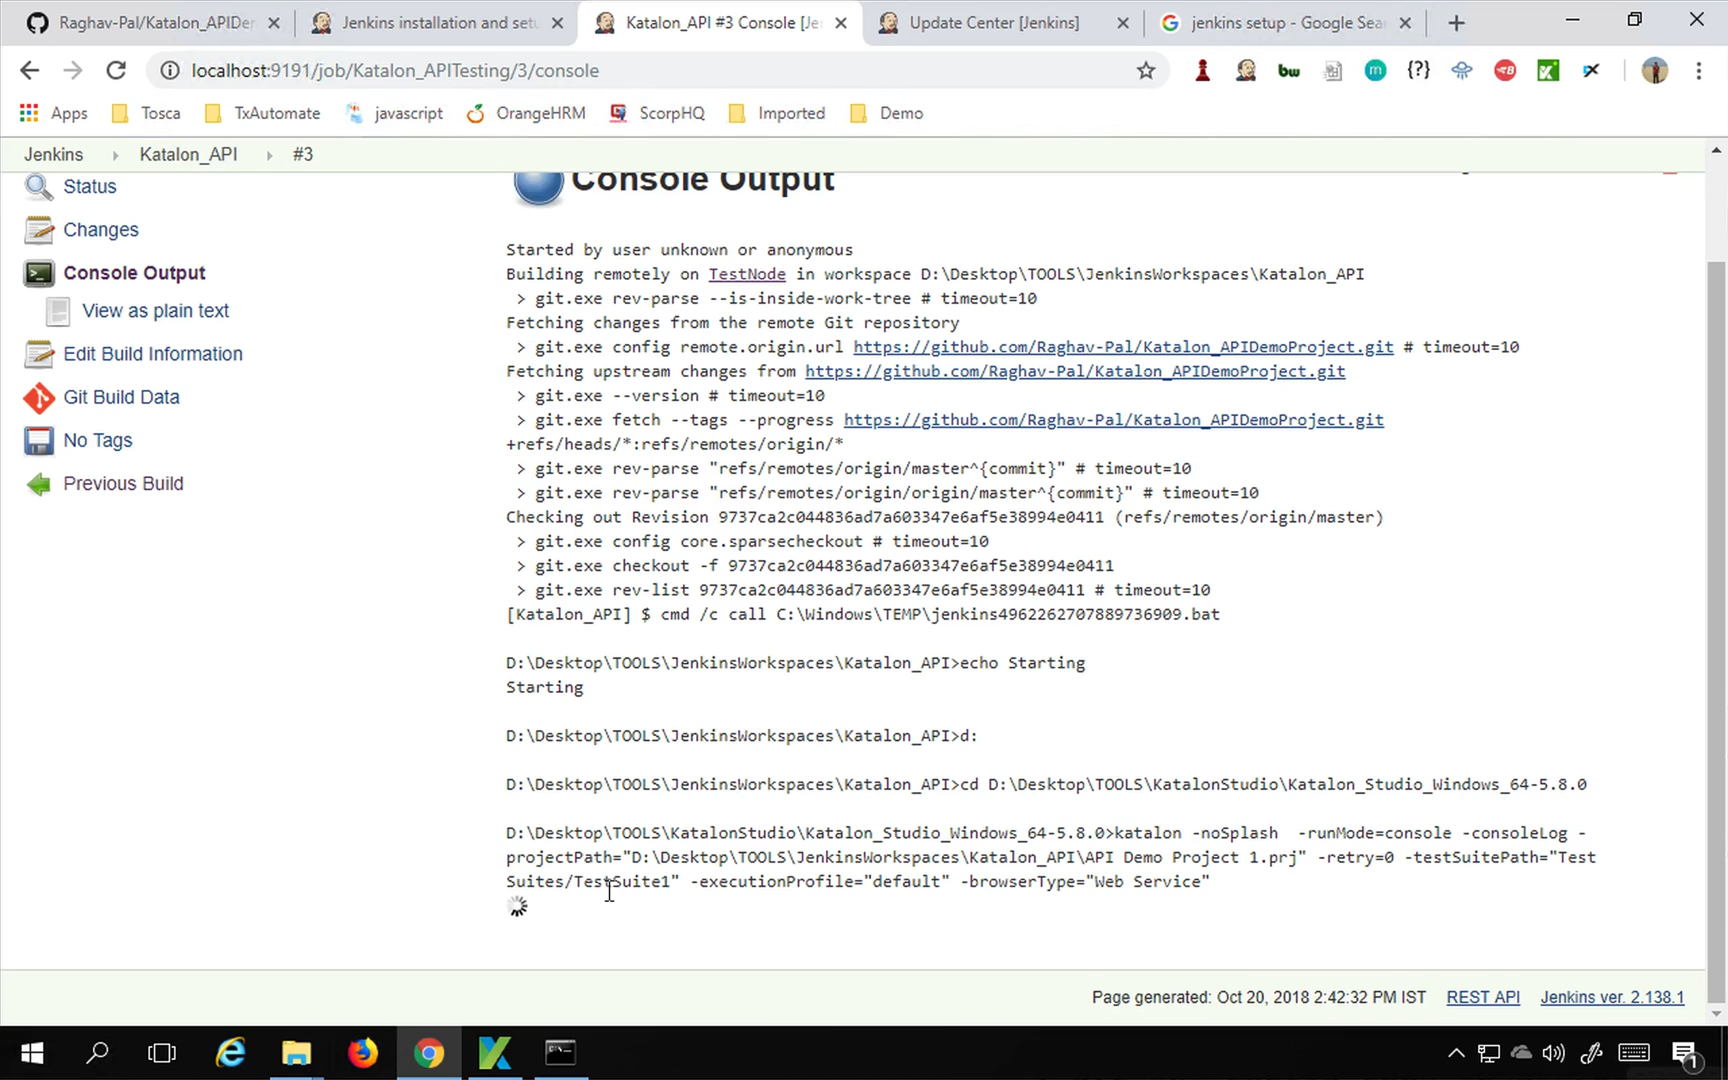 Raghav-Pal/Katalon_APIDer
Jenkins installation and setu
Katalon_API #3 Console [Je
Update Center [Jenkins]
jenkins setup - Google Sea
localhost:9191/job/Katalon_APITesting/3/console
bw
m
{?}
Apps
Tosca
TxAutomate
javascript
OrangeHRM
ScorpHQ
Imported
Demo
Jenkins
Katalon_API
#3
Status
Changes
Console Output
View as plain text
Edit Build Information
Git Build Data
No Tags
Previous Build
Console Output
Started by user unknown or anonymous
Building remotely on TestNode in workspace D:\Desktop\TOOLS\JenkinsWorkspaces\Katalon_API
> git.exe rev-parse --is-inside-work-tree # timeout=10
Fetching changes from the remote Git repository
> git.exe config remote.origin.url https://github.com/Raghav-Pal/Katalon_APIDemoProject.git # timeout=10
Fetching upstream changes from https://github.com/Raghav-Pal/Katalon_APIDemoProject.git
> git.exe --version # timeout=10
> git.exe fetch --tags --progress https://github.com/Raghav-Pal/Katalon_APIDemoProject.git
+refs/heads/*:refs/remotes/origin/*
> git.exe rev-parse "refs/remotes/origin/master^{commit}" # timeout=10
> git.exe rev-parse "refs/remotes/origin/origin/master^{commit}" # timeout=10
Checking out Revision 9737ca2c044836ad7a603347e6af5e38994e0411 (refs/remotes/origin/master)
> git.exe config core.sparsecheckout # timeout=10
> git.exe checkout -f 9737ca2c044836ad7a603347e6af5e38994e0411
> git.exe rev-list 9737ca2c044836ad7a603347e6af5e38994e0411 # timeout=10
[Katalon_API] $ cmd /c call C:\Windows\TEMP\jenkins4962262707889736909.bat
D:\Desktop\TOOLS\JenkinsWorkspaces\Katalon_API>echo Starting
Starting
D:\Desktop\TOOLS\JenkinsWorkspaces\Katalon_API>d:
D:\Desktop\TOOLS\JenkinsWorkspaces\Katalon_API>cd D:\Desktop\TOOLS\KatalonStudio\Katalon_Studio_Windows_64-5.8.0
D:\Desktop\TOOLS\KatalonStudio\Katalon_Studio_Windows_64-5.8.0>katalon -noSplash  -runMode=console -consoleLog -
projectPath="D:\Desktop\TOOLS\JenkinsWorkspaces\Katalon_API\API Demo Project 1.prj" -retry=0 -testSuitePath="Test
Suites/TestSuite1" -executionProfile="default" -browserType="Web Service"
Page generated: Oct 20, 2018 2:42:32 PM IST
REST API
Jenkins ver. 2.138.1
1